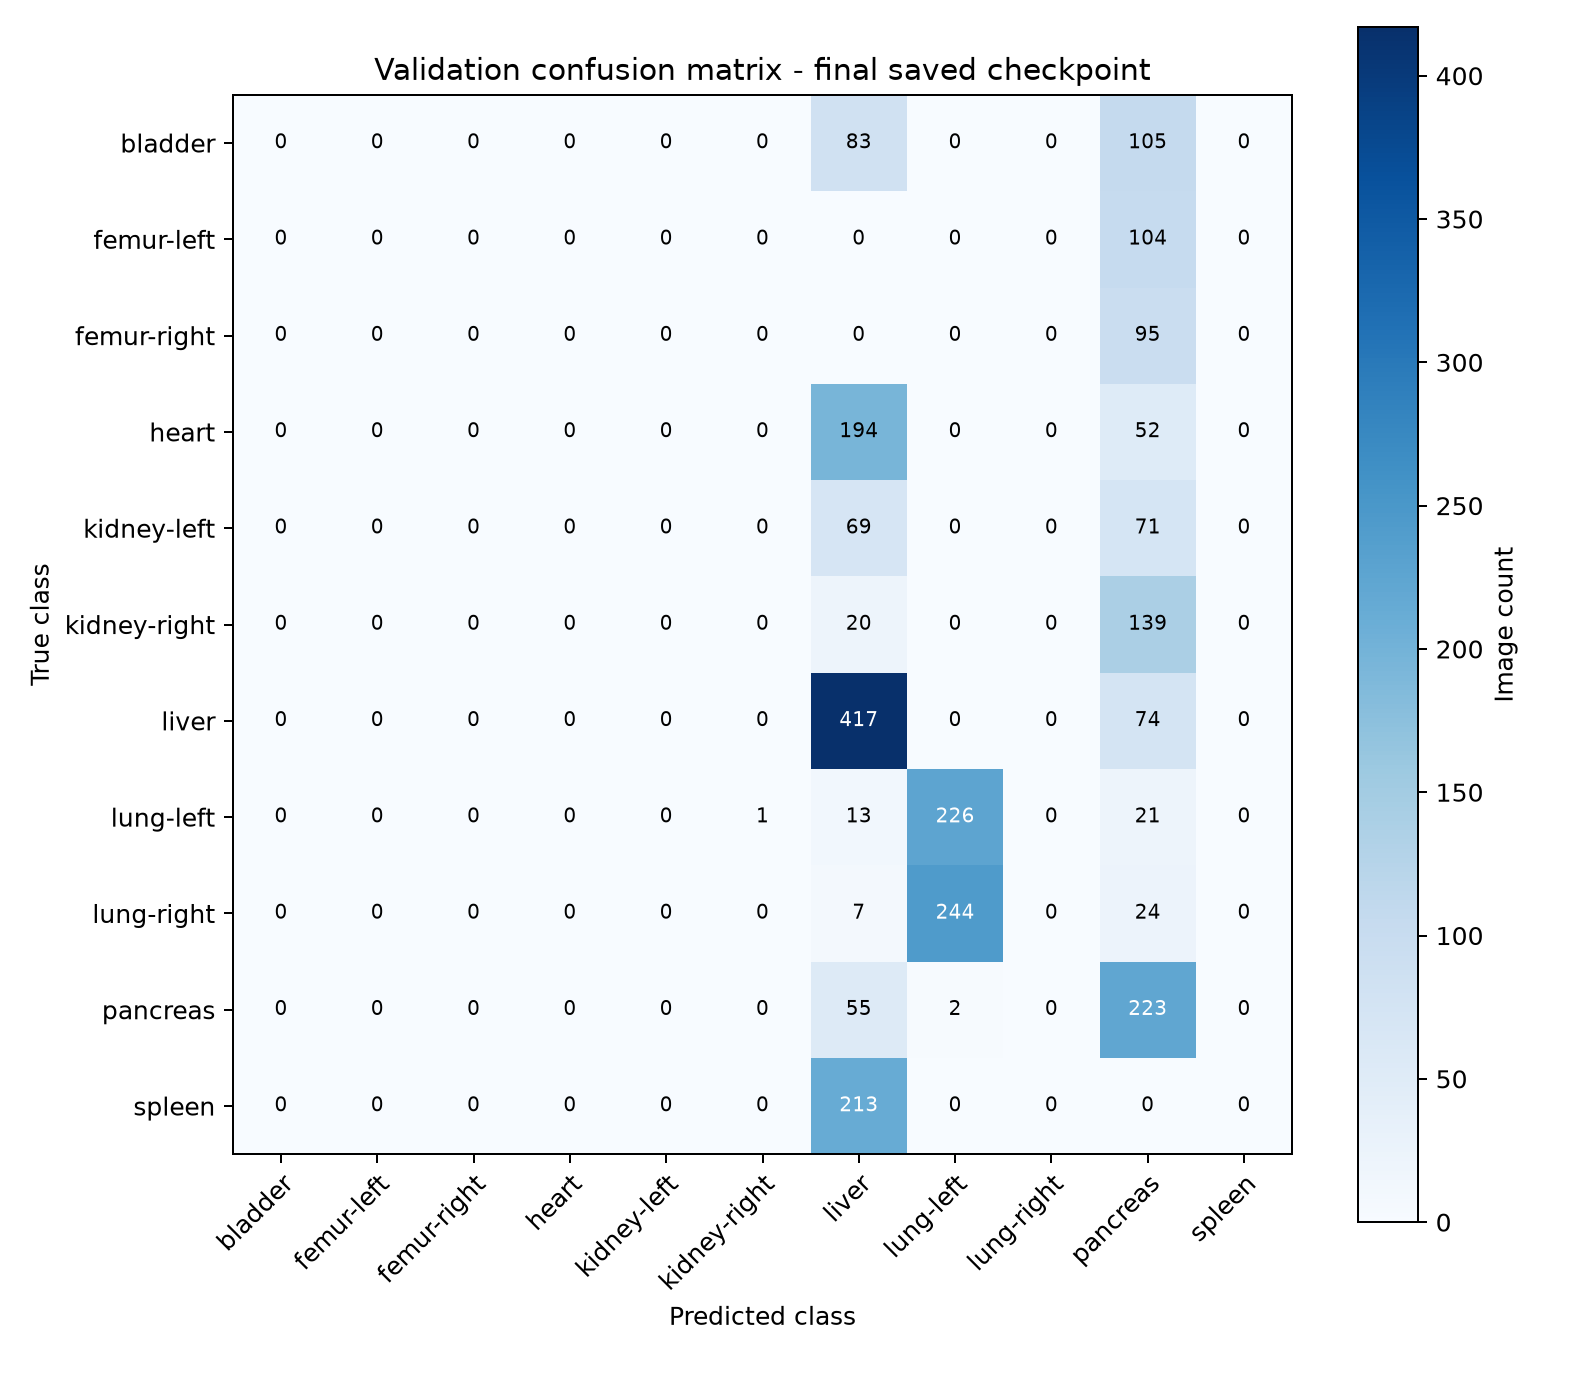 Validation confusion matrix - final saved checkpoint
bladder 0 0 0 0 0 0 83 0 0 105 0
femur-left 0 0 0 0 0 0 0 0 0 104 0
femur-right 0 0 0 0 0 0 0 0 0 95 0
heart 0 0 0 0 0 0 194 0 0 52 0
kidney-left 0 0 0 0 0 0 69 0 0 71 0
kidney-right 0 0 0 0 0 0 20 0 0 139 0
liver 0 0 0 0 0 0 417 0 0 74 0
lung-left 0 0 0 0 0 1 13 226 0 21 0
lung-right 0 0 0 0 0 0 7 244 0 24 0
pancreas 0 0 0 0 0 0 55 2 0 223 0
spleen 0 0 0 0 0 0 213 0 0 0 0
True class
bladder femur-left femur-right heart kidney-left kidney-right liver lung-left lung-right pancreas spleen
Predicted class
400
350
300
250
200
150
100
50
0
Image count